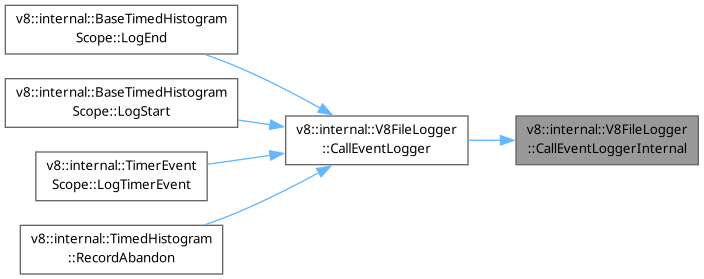 v8::internal::BaseTimedHistogram
Scope::LogEnd
v8::internal::BaseTimedHistogram
Scope::LogStart
v8::internal::TimerEvent
Scope::LogTimerEvent
v8::internal::TimedHistogram
::RecordAbandon
v8::internal::V8FileLogger
::CallEventLogger
v8::internal::V8FileLogger
::CallEventLoggerInternal